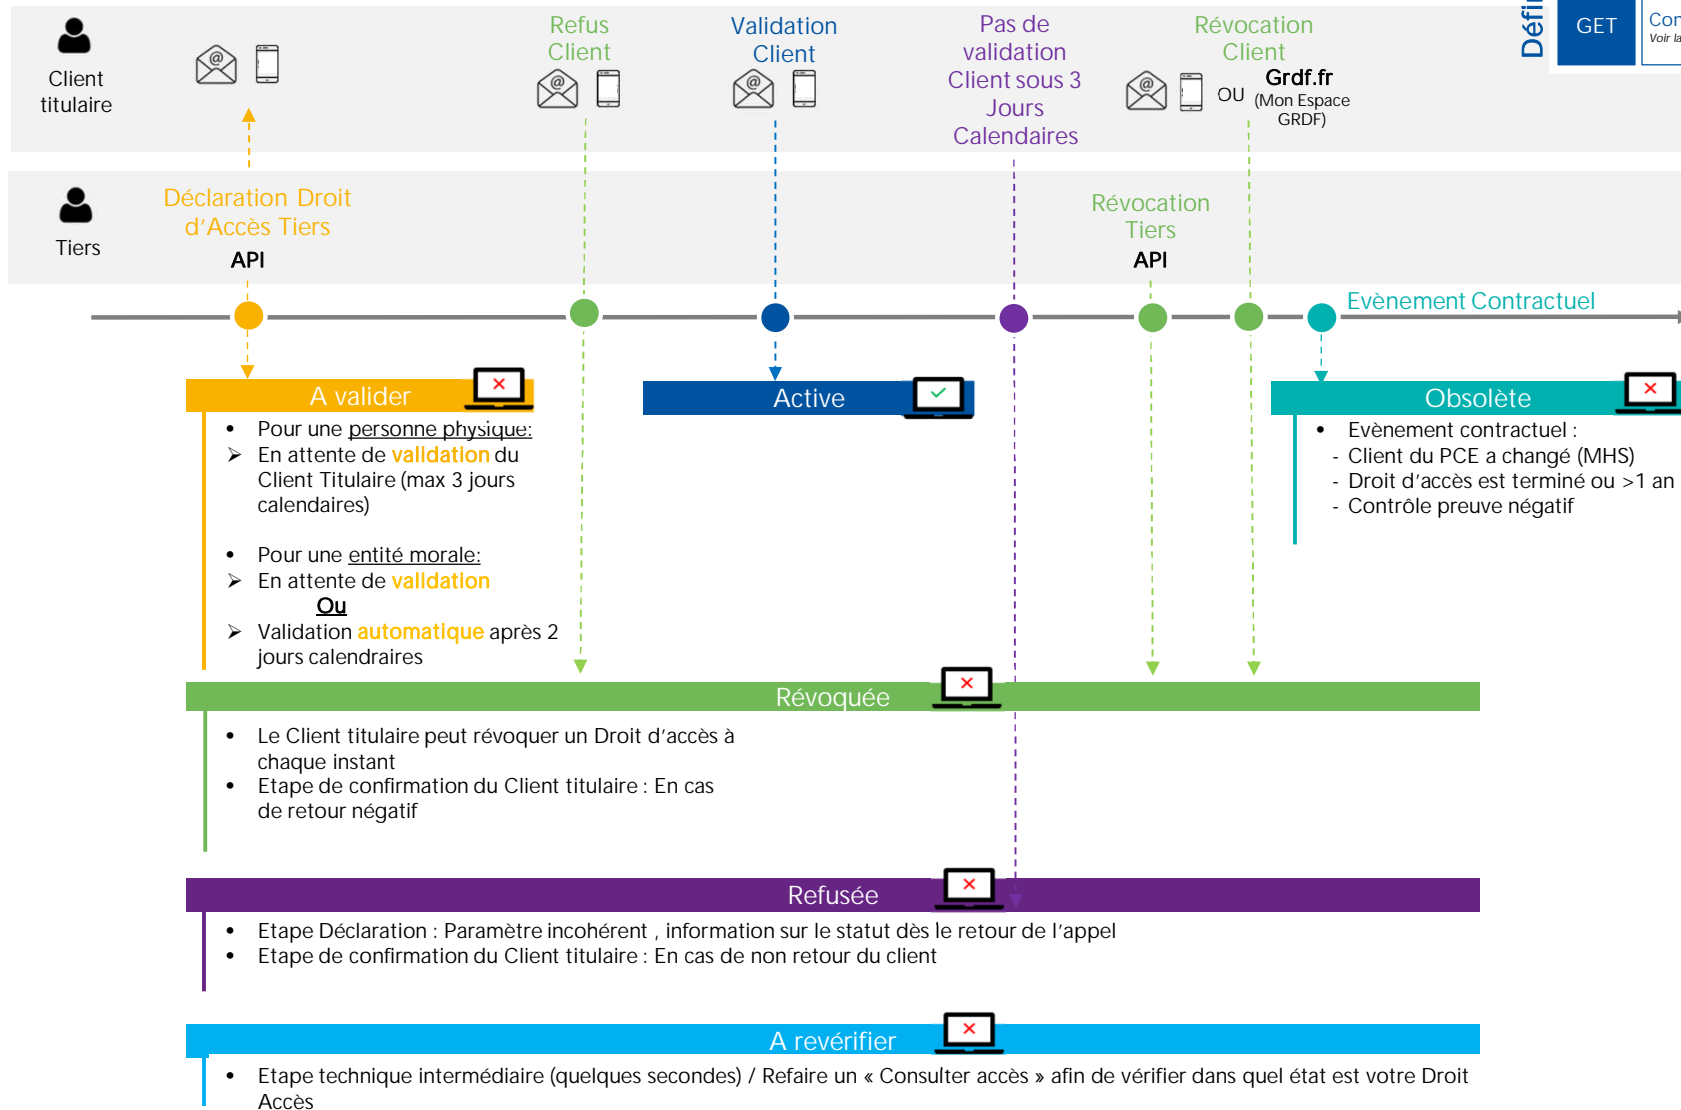 Client
titulaire
Refus
Client
Validation
Client
Pas de
validation
Client sous 3
Jours
Calendaires
Révocation
Client
OU
Grdf.fr
(Mon Espace
GRDF)
GET
Voir la
Tiers
Déclaration Droit
d'Accès Tiers
API
Révocation
Tiers
API
Evènement Contractuel
A valider
• Pour une personne physique:
➢ En attente de validation du
Client Titulaire (max 3 jours
calendaires)
• Pour une entité morale:
➢ En attente de validation
Ou
➢ Validation automatique après 2
jours calendraires
Active
Obsolète
• Evènement contractuel :
- Client du PCE a changé (MHS)
- Droit d'accès est terminé ou >1 an
- Contrôle preuve négatif
Révoquée
• Le Client titulaire peut révoquer un Droit d'accès à
chaque instant
• Etape de confirmation du Client titulaire : En cas
de retour négatif
Refusée
• Etape Déclaration : Paramètre incohérent , information sur le statut dès le retour de l'appel
• Etape de confirmation du Client titulaire : En cas de non retour du client
A revérifier
• Etape technique intermédiaire (quelques secondes) / Refaire un « Consulter accès » afin de vérifier dans quel état est votre Droit
Accès